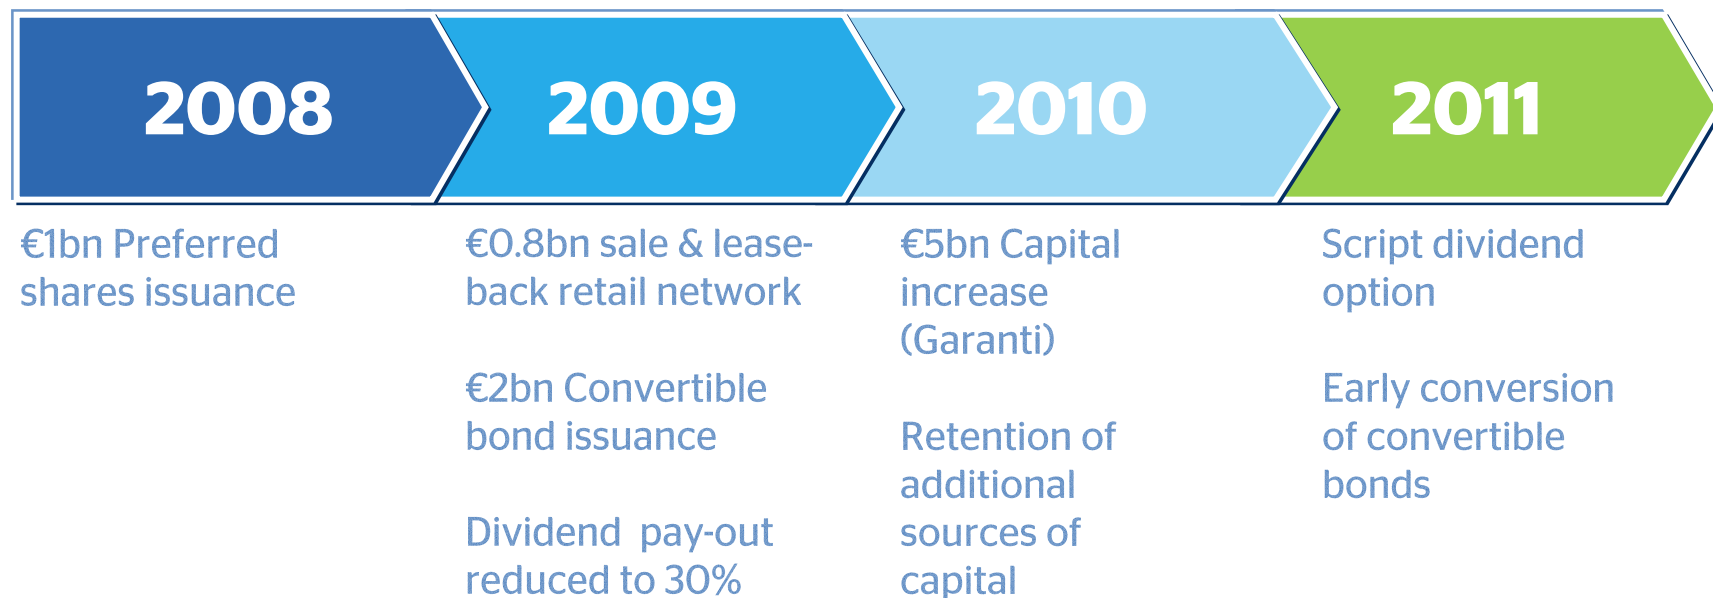 2008
2009
2010
2011
€1bn Preferred
shares issuance
€0.8bn sale & lease-
back retail network
€2bn Convertible
bond issuance
Dividend pay-out
reduced to 30%
€5bn Capital
increase
(Garanti)
Retention of
additional
sources of
capital
Script dividend
option
Early conversion
of convertible
bonds